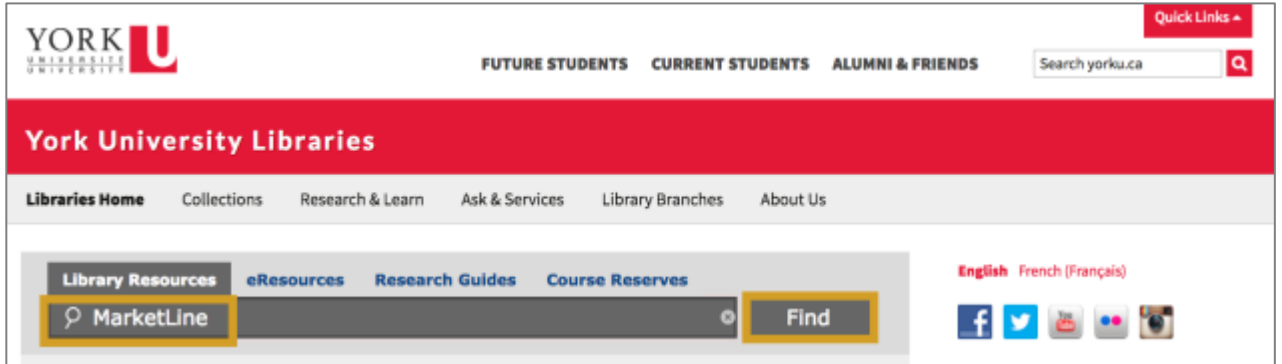 Quick Links
YORK
UNIVERSITÉ
UNIVERSITY
FUTURE STUDENTS CURRENT STUDENTS ALUMNI & FRIENDS
Search yorku.ca
York University Libraries
Libraries Home Collections Research & Learn Ask & Services Library Branches About Us
Library Resources eResources Research Guides Course Reserves
MarketLine
Find
English French (Français)
You
Tube